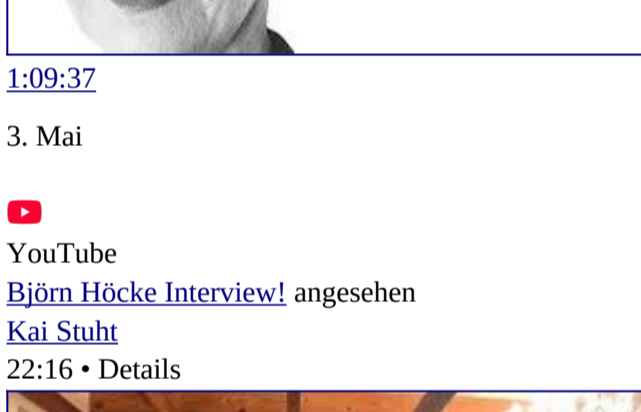 1:09:37
3. Mai
YouTube
Björn Höcke Interview! angesehen
Kai Stuht
22:16 • Details